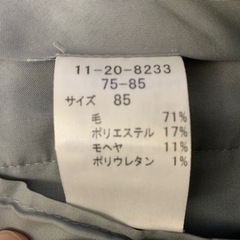 11-20-8233
75-85
サイズ 85
毛 71%
ポリエステル 17%
モヘヤ 11%
ポリウレタン 1%